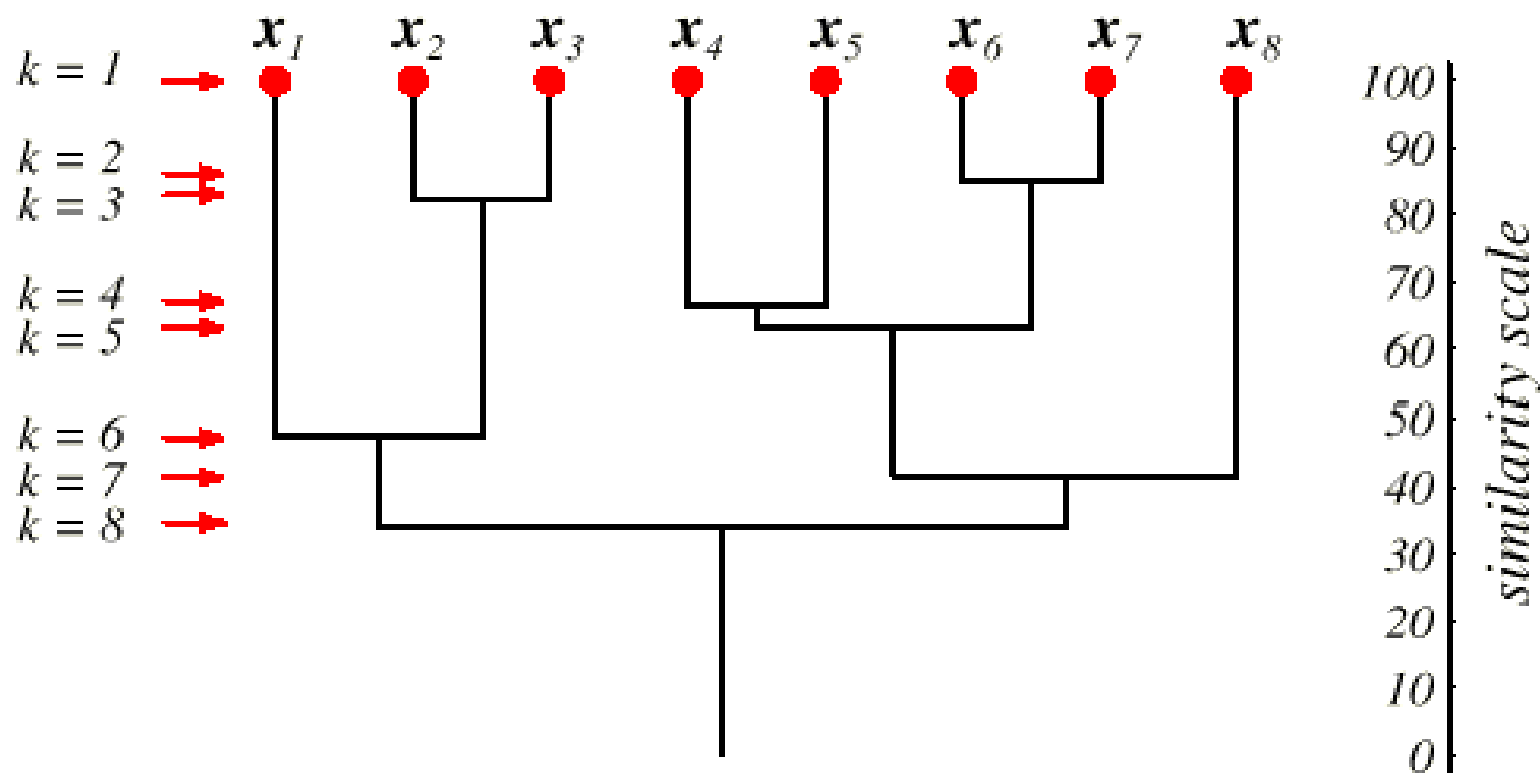 x1 x2 x3 x4 x5 x6 x7 x8
k = 1
k = 2
k = 3
k = 4
k = 5
k = 6
k = 7
k = 8
100
90
80
70
60
50
40
30
20
10
0
similarity scale